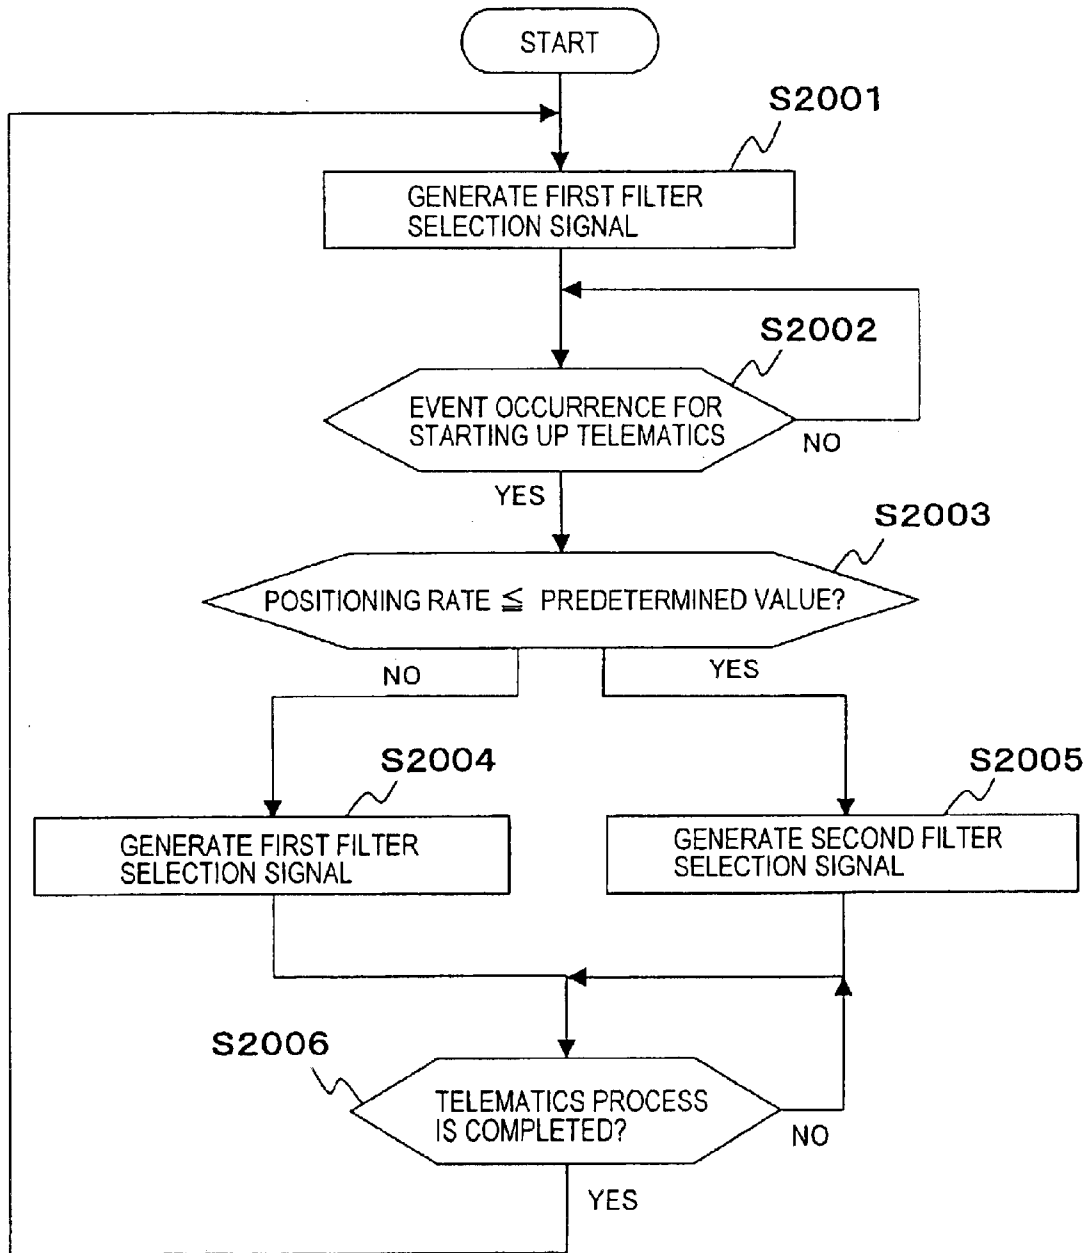 START
S2001
GENERATE FIRST FILTER
SELECTION SIGNAL
S2002
EVENT OCCURRENCE FOR
STARTING UP TELEMATICS
NO
YES
S2003
POSITIONING RATE ≦ PREDETERMINED VALUE?
NO
YES
S2004
S2005
GENERATE FIRST FILTER
SELECTION SIGNAL
GENERATE SECOND FILTER
SELECTION SIGNAL
S2006
TELEMATICS PROCESS
IS COMPLETED?
NO
YES